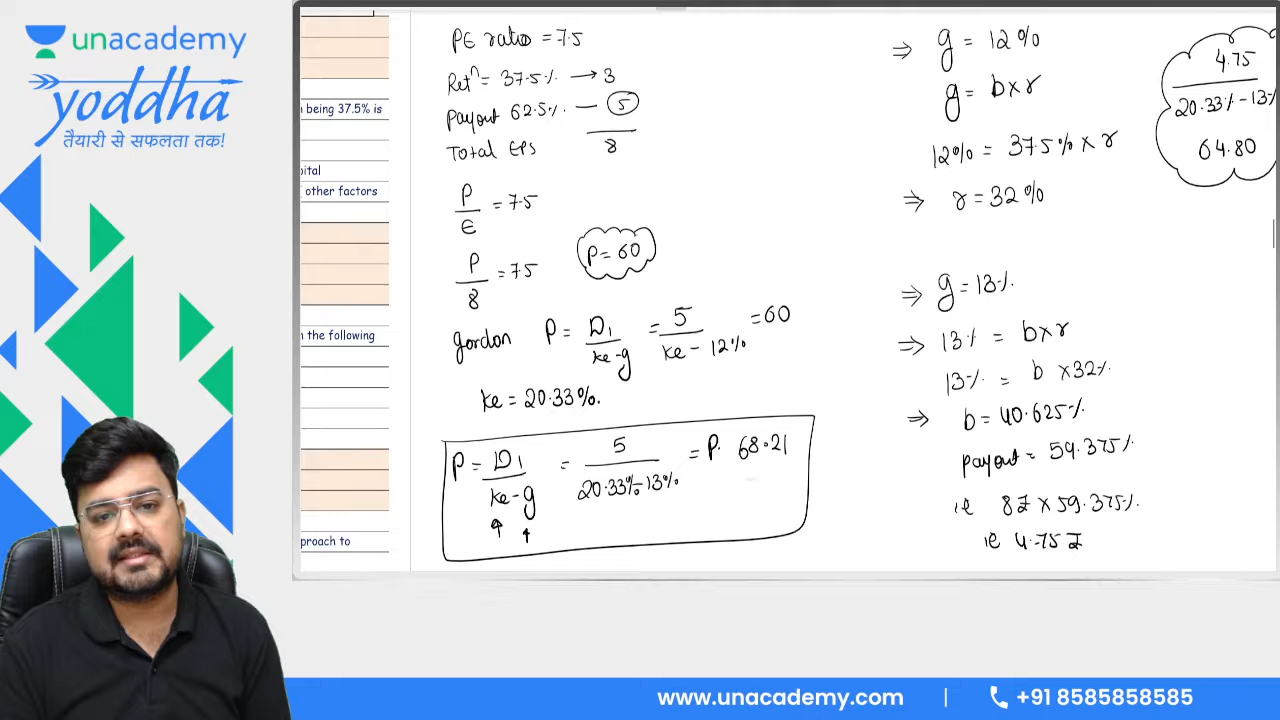 unacademy
yoddha
तैयारी से सफलता तक!
n being 37.5% is
pital
f other factors
n the following
proach to
PE ratio = 7.5
Retⁿ = 37.5% → 3
Payout 62.5% — 5
Total EPS 8
P/E = 7.5
P/8 = 7.5
P = 60
gordon P = D₁/(ke-g) = 5/(ke - 12%) = 60
ke = 20.33%.
P = D₁/(ke-g) = 5/(20.33% - 13%) = P. 68.21
⇒ g = 12%
g = b x r
12% = 37.5% x r
⇒ r = 32%
⇒ g = 13%
⇒ 13% = b x r
13% = b x 32%
⇒ b = 40.625%
payout = 59.375%
ie 8₹ x 59.375%
ie 4.75 ₹
4.75
20.33% - 13%
64.80
www.unacademy.com | +91 8585858585